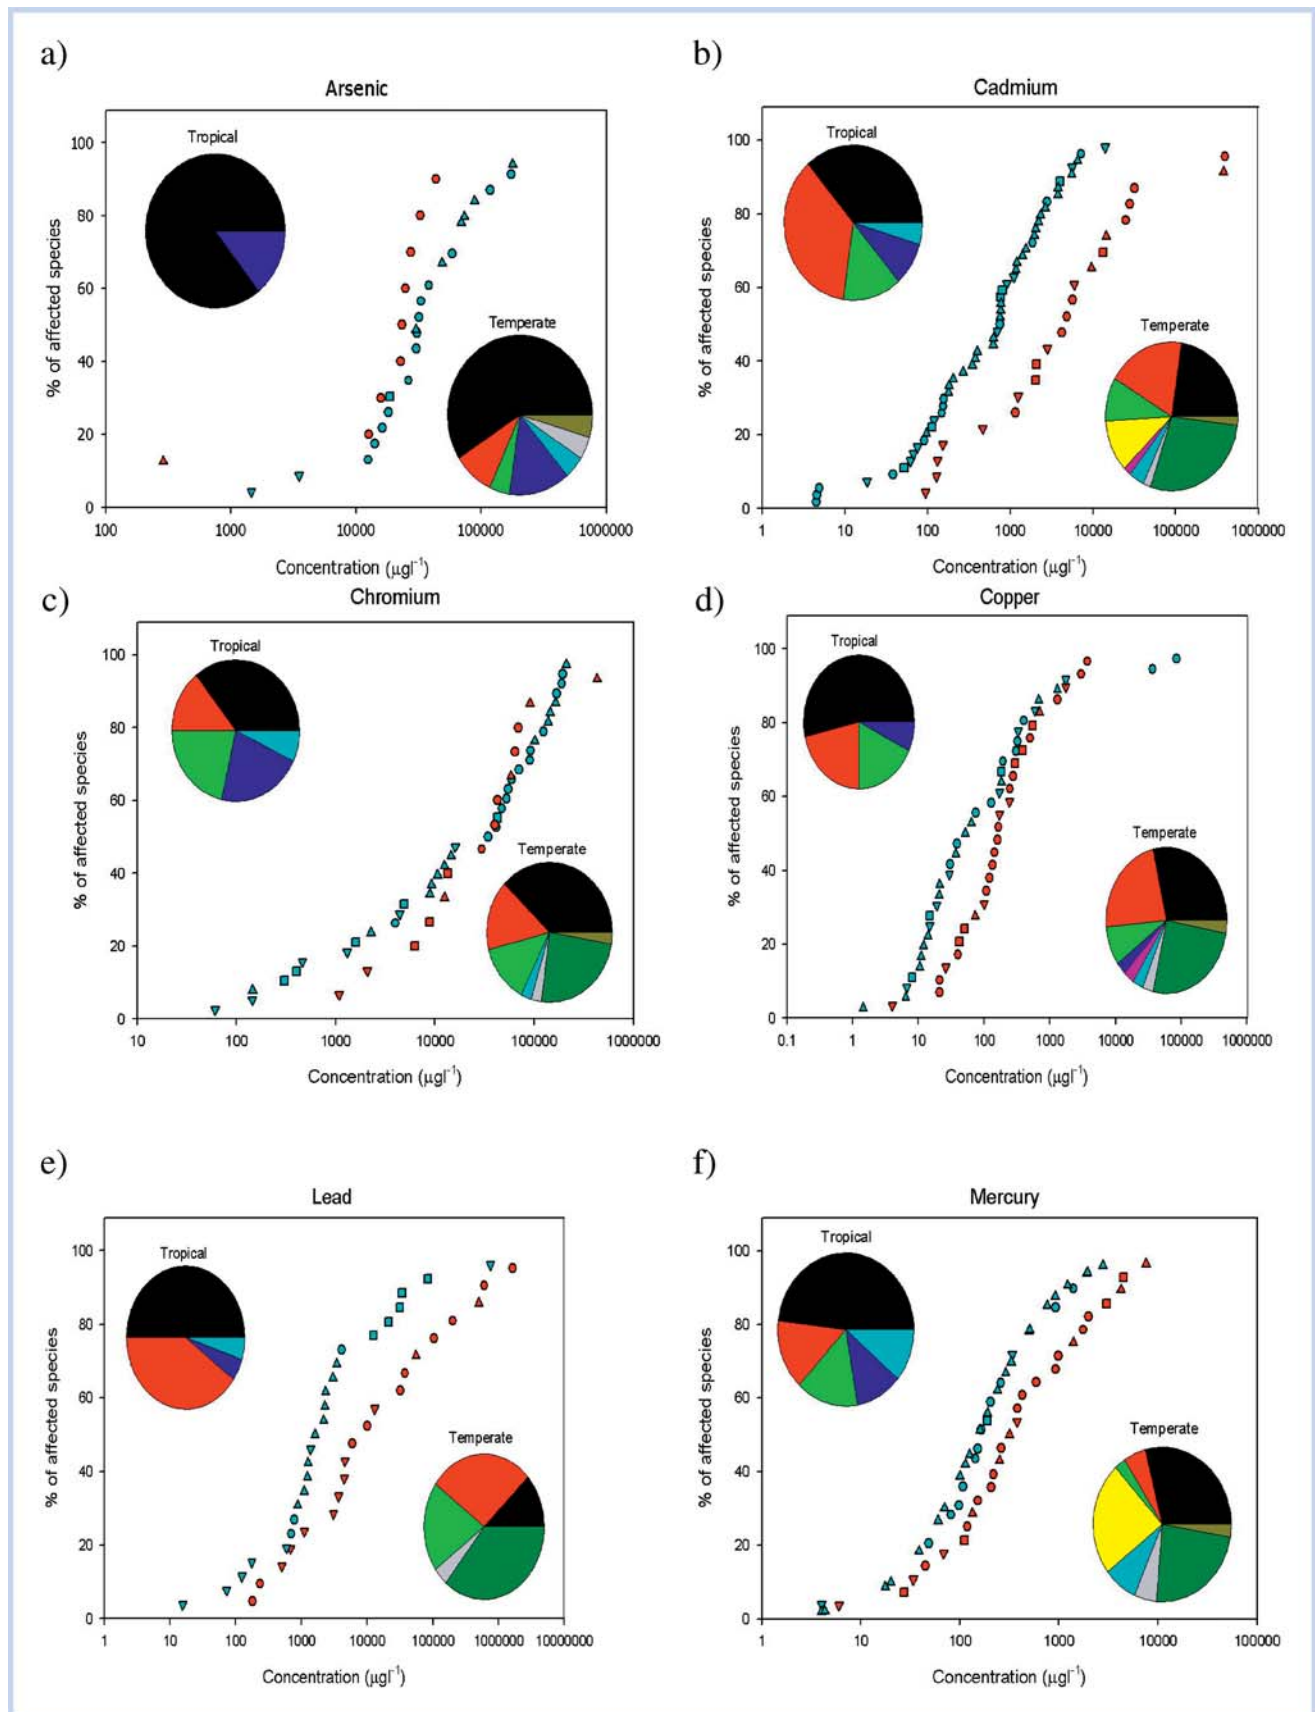 a)
Arsenic
Tropical
Temperate
% of affected species
100
80
60
40
20
0
100 1000 10000 100000 1000000
Concentration (µgl⁻¹)
b)
Cadmium
Tropical
Temperate
% of affected species
100
80
60
40
20
0
1 10 100 1000 10000 100000 1000000
Concentration (µgl⁻¹)
c)
Chromium
Tropical
Temperate
% of affected species
100
80
60
40
20
0
10 100 1000 10000 100000 1000000
Concentration (µgl⁻¹)
d)
Copper
Tropical
Temperate
% of affected species
100
80
60
40
20
0
0.1 1 10 100 1000 10000 100000 1000000
Concentration (µgl⁻¹)
e)
Lead
Tropical
Temperate
% of affected species
100
80
60
40
20
0
1 10 100 1000 10000 100000 1000000 10000000
Concentration (µgl⁻¹)
f)
Mercury
Tropical
Temperate
% of affected species
100
80
60
40
20
0
1 10 100 1000 10000 100000
Concentration (µgl⁻¹)